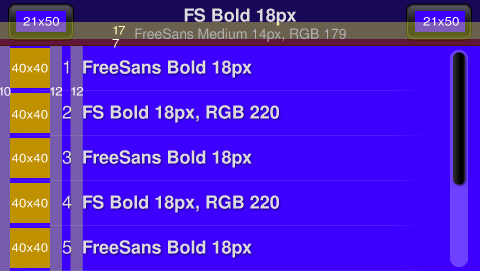 21x50 FS Bold 18px 21x50
17 FreeSans Medium 14px, RGB 179
7
40x40 1 FreeSans Bold 18px
10 12 12
40x40 2 FS Bold 18px, RGB 220
40x40 3 FreeSans Bold 18px
40x40 4 FS Bold 18px, RGB 220
40x40 5 FreeSans Bold 18px